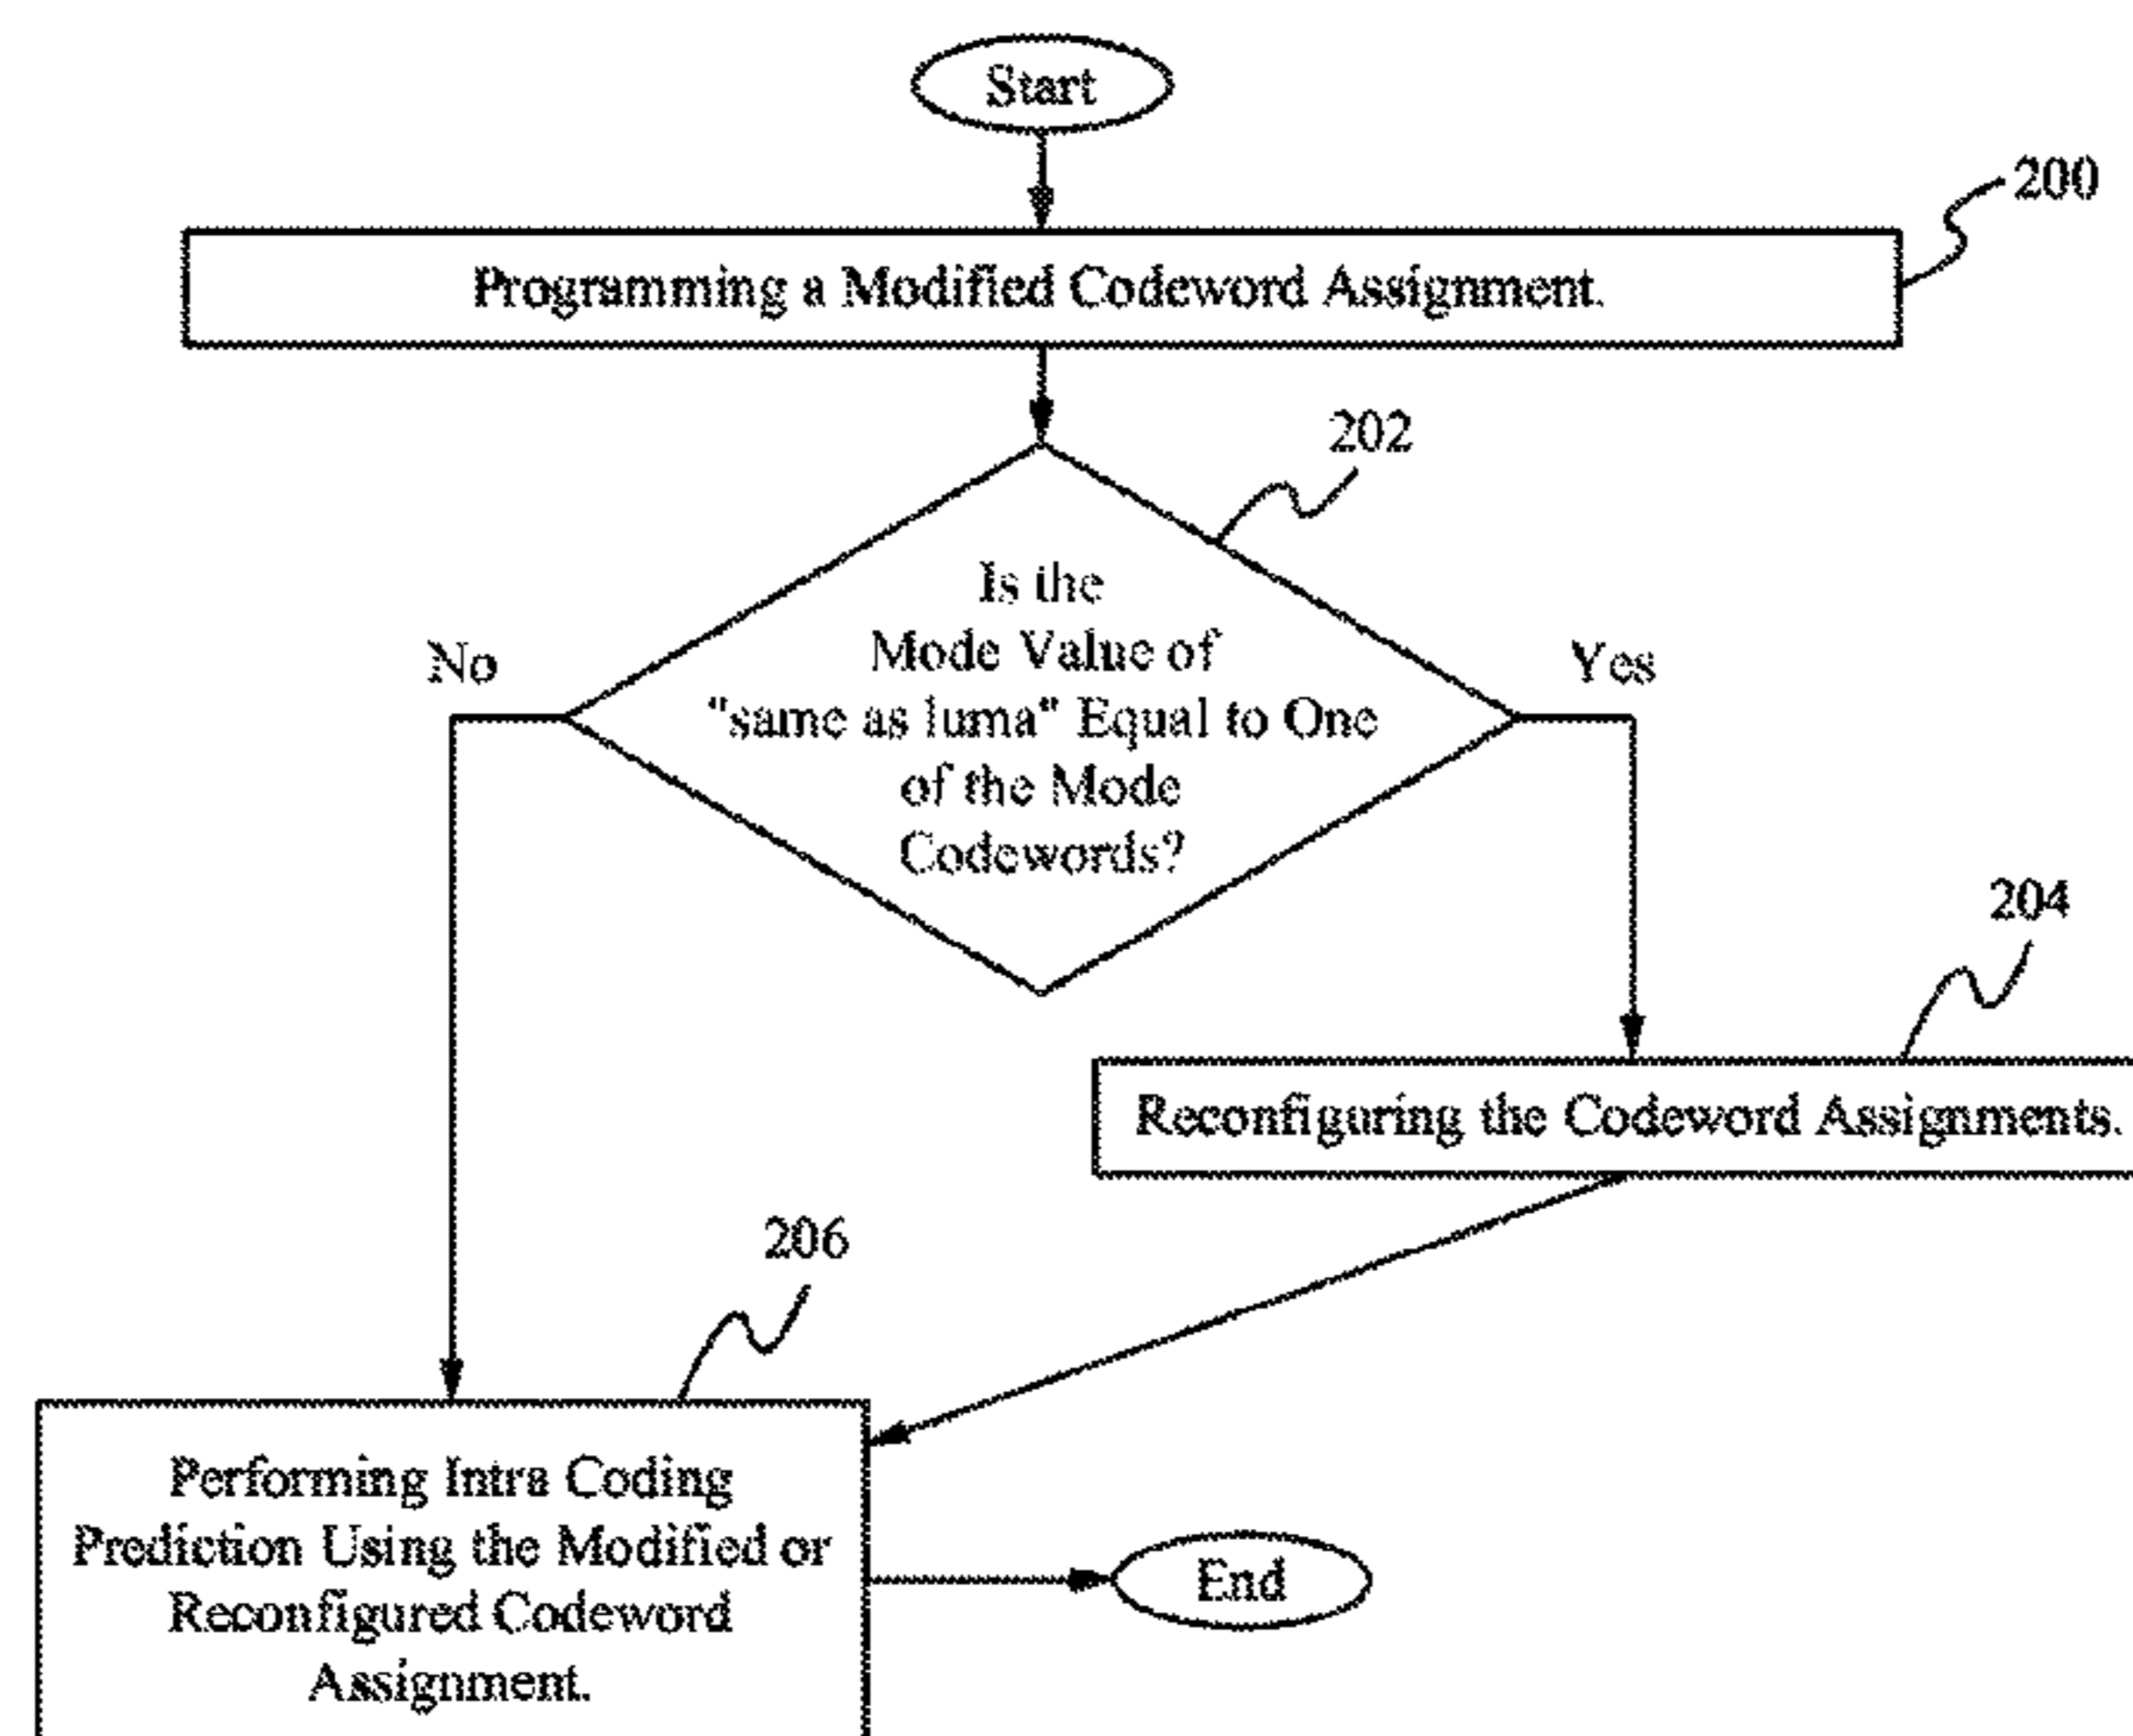 Start
200
Programming a Modified Codeword Assignment.
202
Is the
Mode Value of
"same as luma" Equal to One
of the Mode
Codewords?
No
Yes
204
Reconfiguring the Codeword Assignments.
206
Performing Intra Coding
Prediction Using the Modified or
Reconfigured Codeword
Assignment.
End